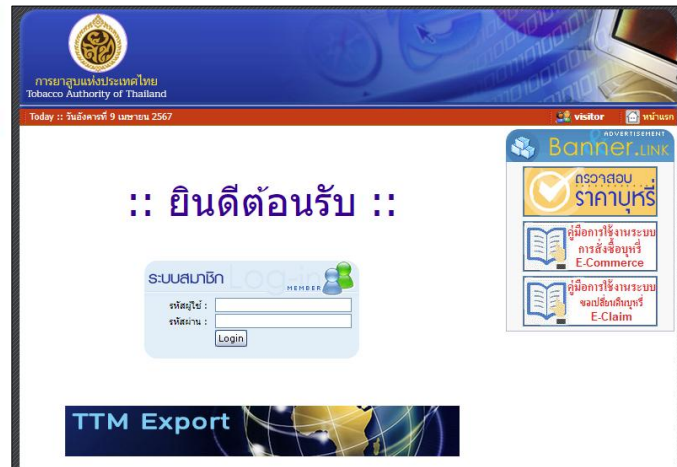 การยาสูบแห่งประเทศไทย
Tobacco Authority of Thailand
Today :: วันอังคารที่ 9 เมษายน 2567
visitor
หน้าแรก
ADVERTISEMENT
Banner.LINK
:: ยินดีต้อนรับ ::
ตรวจสอบ
ราคาบุหรี่
คู่มือการใช้งานระบบ
การสั่งซื้อบุหรี่
E-Commerce
คู่มือการใช้งานระบบ
ขอเปลี่ยนคืนบุหรี่
E-Claim
ระบบสมาชิก
Log-in
MEMBER
รหัสผู้ใช้ :
รหัสผ่าน :
Login
TTM Export